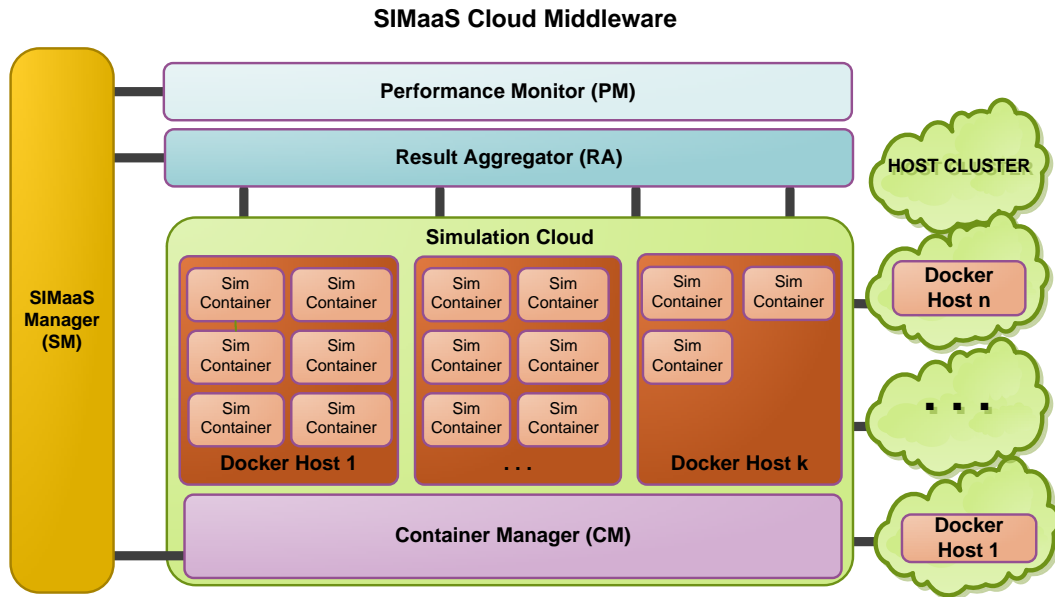 SIMaaS Cloud Middleware
SIMaaS
Manager
(SM)
Performance Monitor (PM)
Result Aggregator (RA)
Simulation Cloud
Sim
Container
Sim
Container
Sim
Container
Sim
Container
Sim
Container
Sim
Container
Docker Host 1
Sim
Container
Sim
Container
Sim
Container
Sim
Container
Sim
Container
Sim
Container
. . .
Sim
Container
Sim
Container
Sim
Container
Docker Host k
Container Manager (CM)
HOST CLUSTER
Docker
Host n
. . .
Docker
Host 1